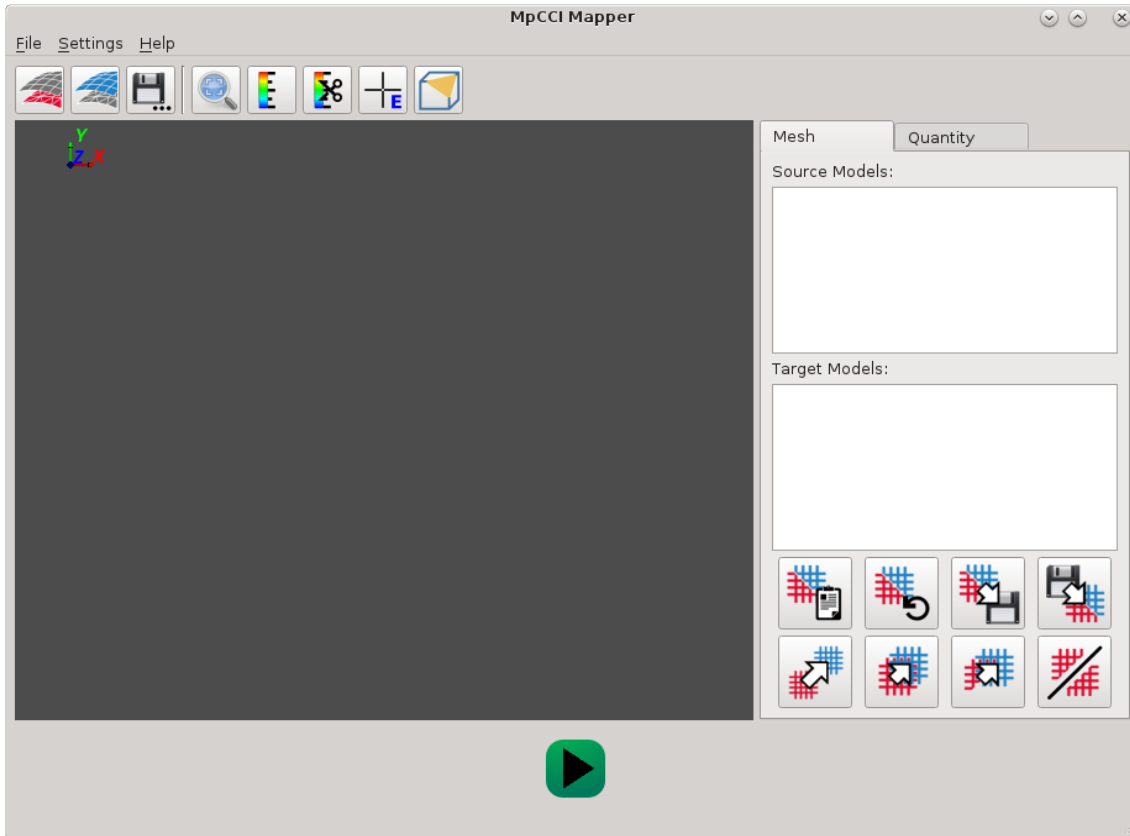 MpCCI Mapper
File Settings Help
E
Y
Z X
Mesh Quantity
Source Models:
Target Models: